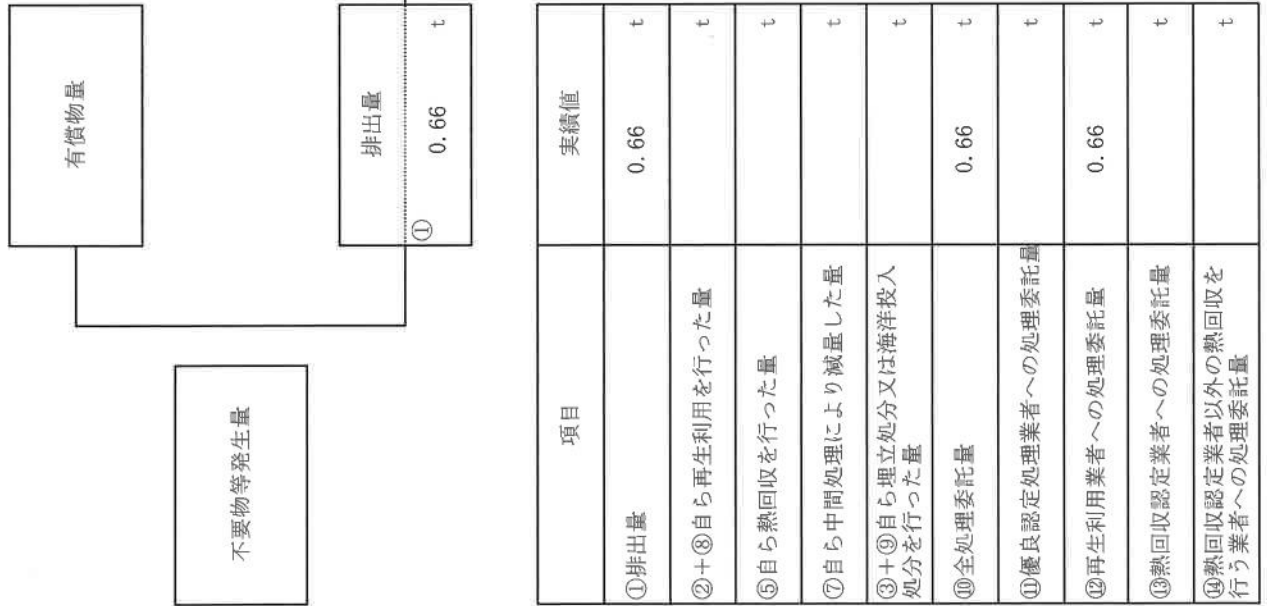 不要物等発生量
有償物量
排出量
① 0.66 t
項目 実績値
①排出量 0.66 t
②+⑧自ら再生利用を行った量 t
⑤自ら熱回収を行った量 t
⑦自ら中間処理により減量した量 t
③+⑨自ら埋立処分又は海洋投入
処分を行った量 t
⑩全処理委託量 0.66 t
⑪優良認定処理業者への処理委託量 t
⑫再生利用業者への処理委託量 0.66 t
⑬熱回収認定業者への処理委託量 t
⑭熱回収認定業者以外の熱回収を
行う業者への処理委託量 t